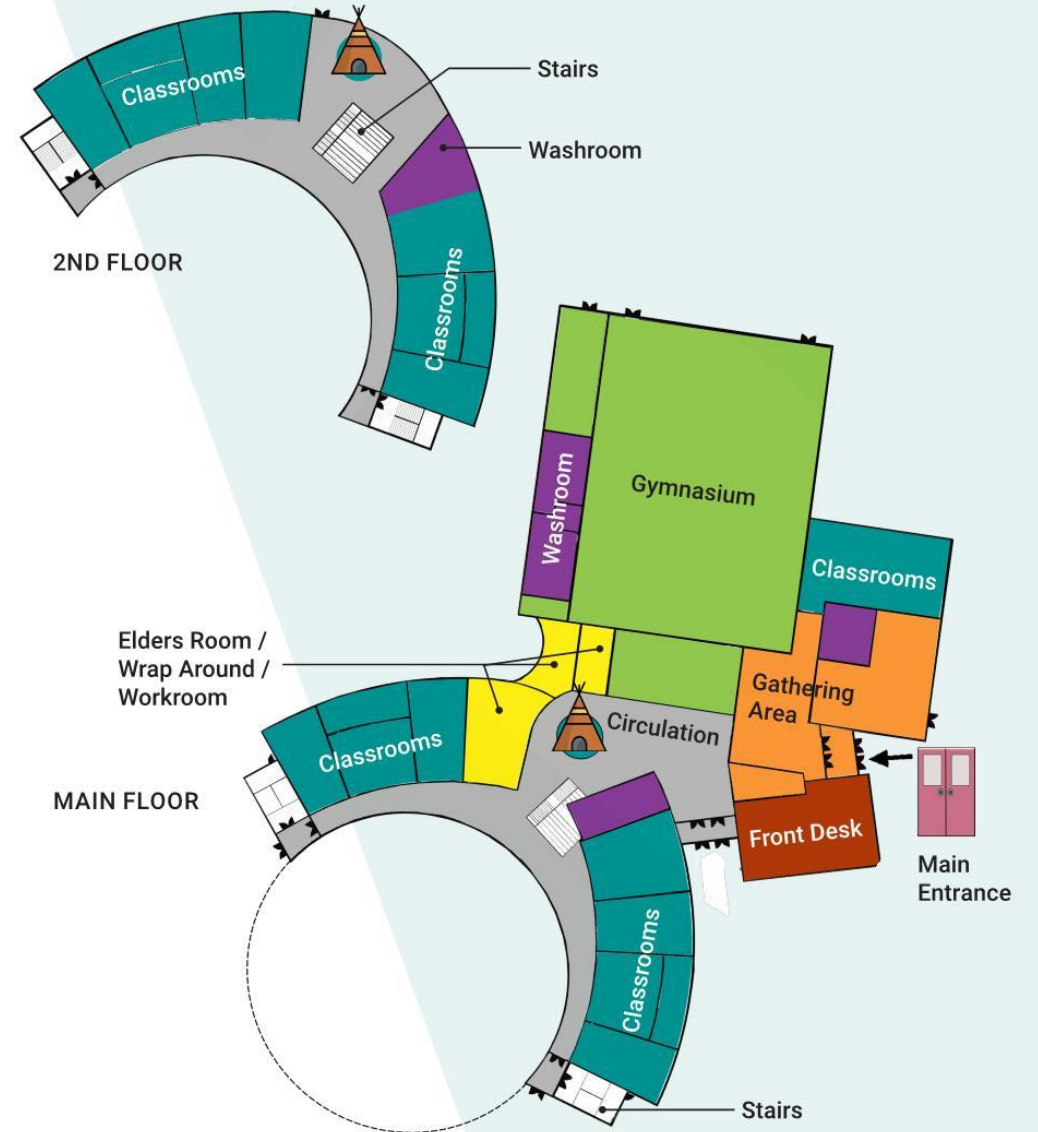 Stairs
Classrooms
Washroom
2ND FLOOR
Classrooms
Gymnasium
Washroom
Classrooms
Elders Room /
Wrap Around /
Workroom
Gathering
Area
Circulation
Classrooms
MAIN FLOOR
Front Desk
Main
Entrance
Classrooms
Stairs